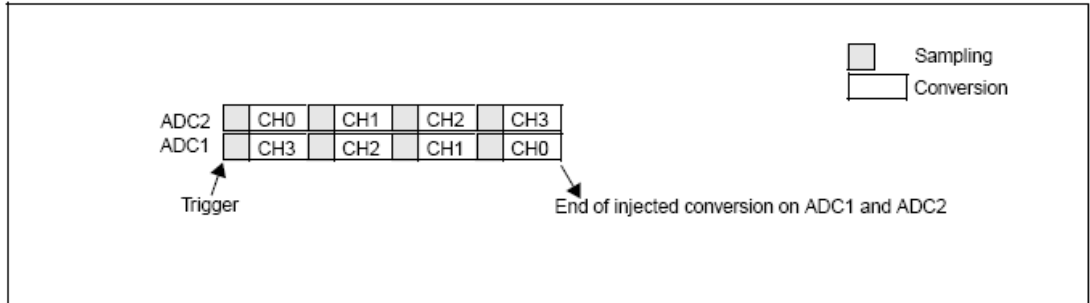 Sampling
Conversion
ADC2 CH0 CH1 CH2 CH3
ADC1 CH3 CH2 CH1 CH0
Trigger
End of injected conversion on ADC1 and ADC2